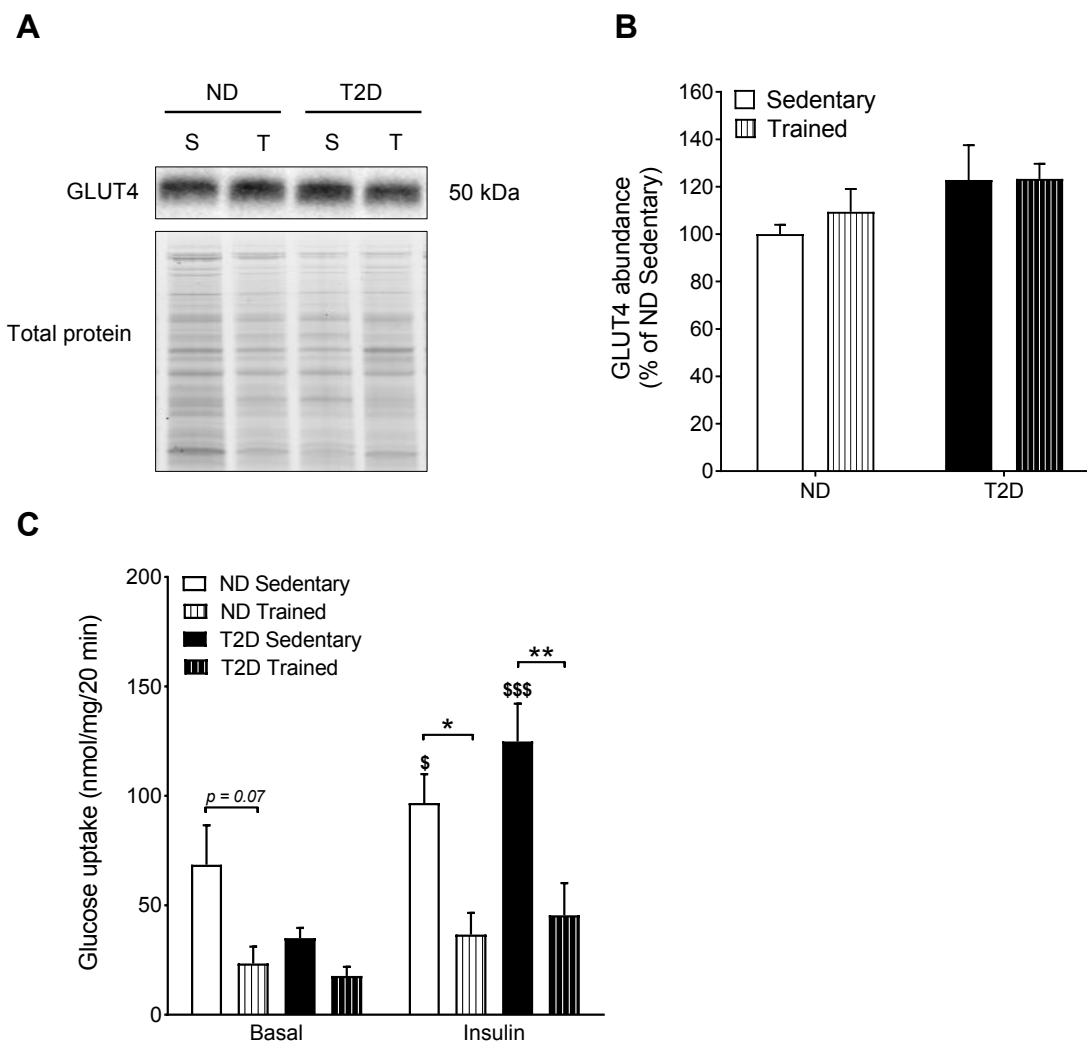 A
ND T2D
S T S T
GLUT4 50 kDa
Total protein
B
GLUT4 abundance
(% of ND Sedentary)
160
140
120
100
80
60
40
20
0
Sedentary
Trained
ND T2D
C
Glucose uptake (nmol/mg/20 min)
200
150
100
50
0
ND Sedentary
ND Trained
T2D Sedentary
T2D Trained
p = 0.07
$
*
$$$
**
Basal Insulin